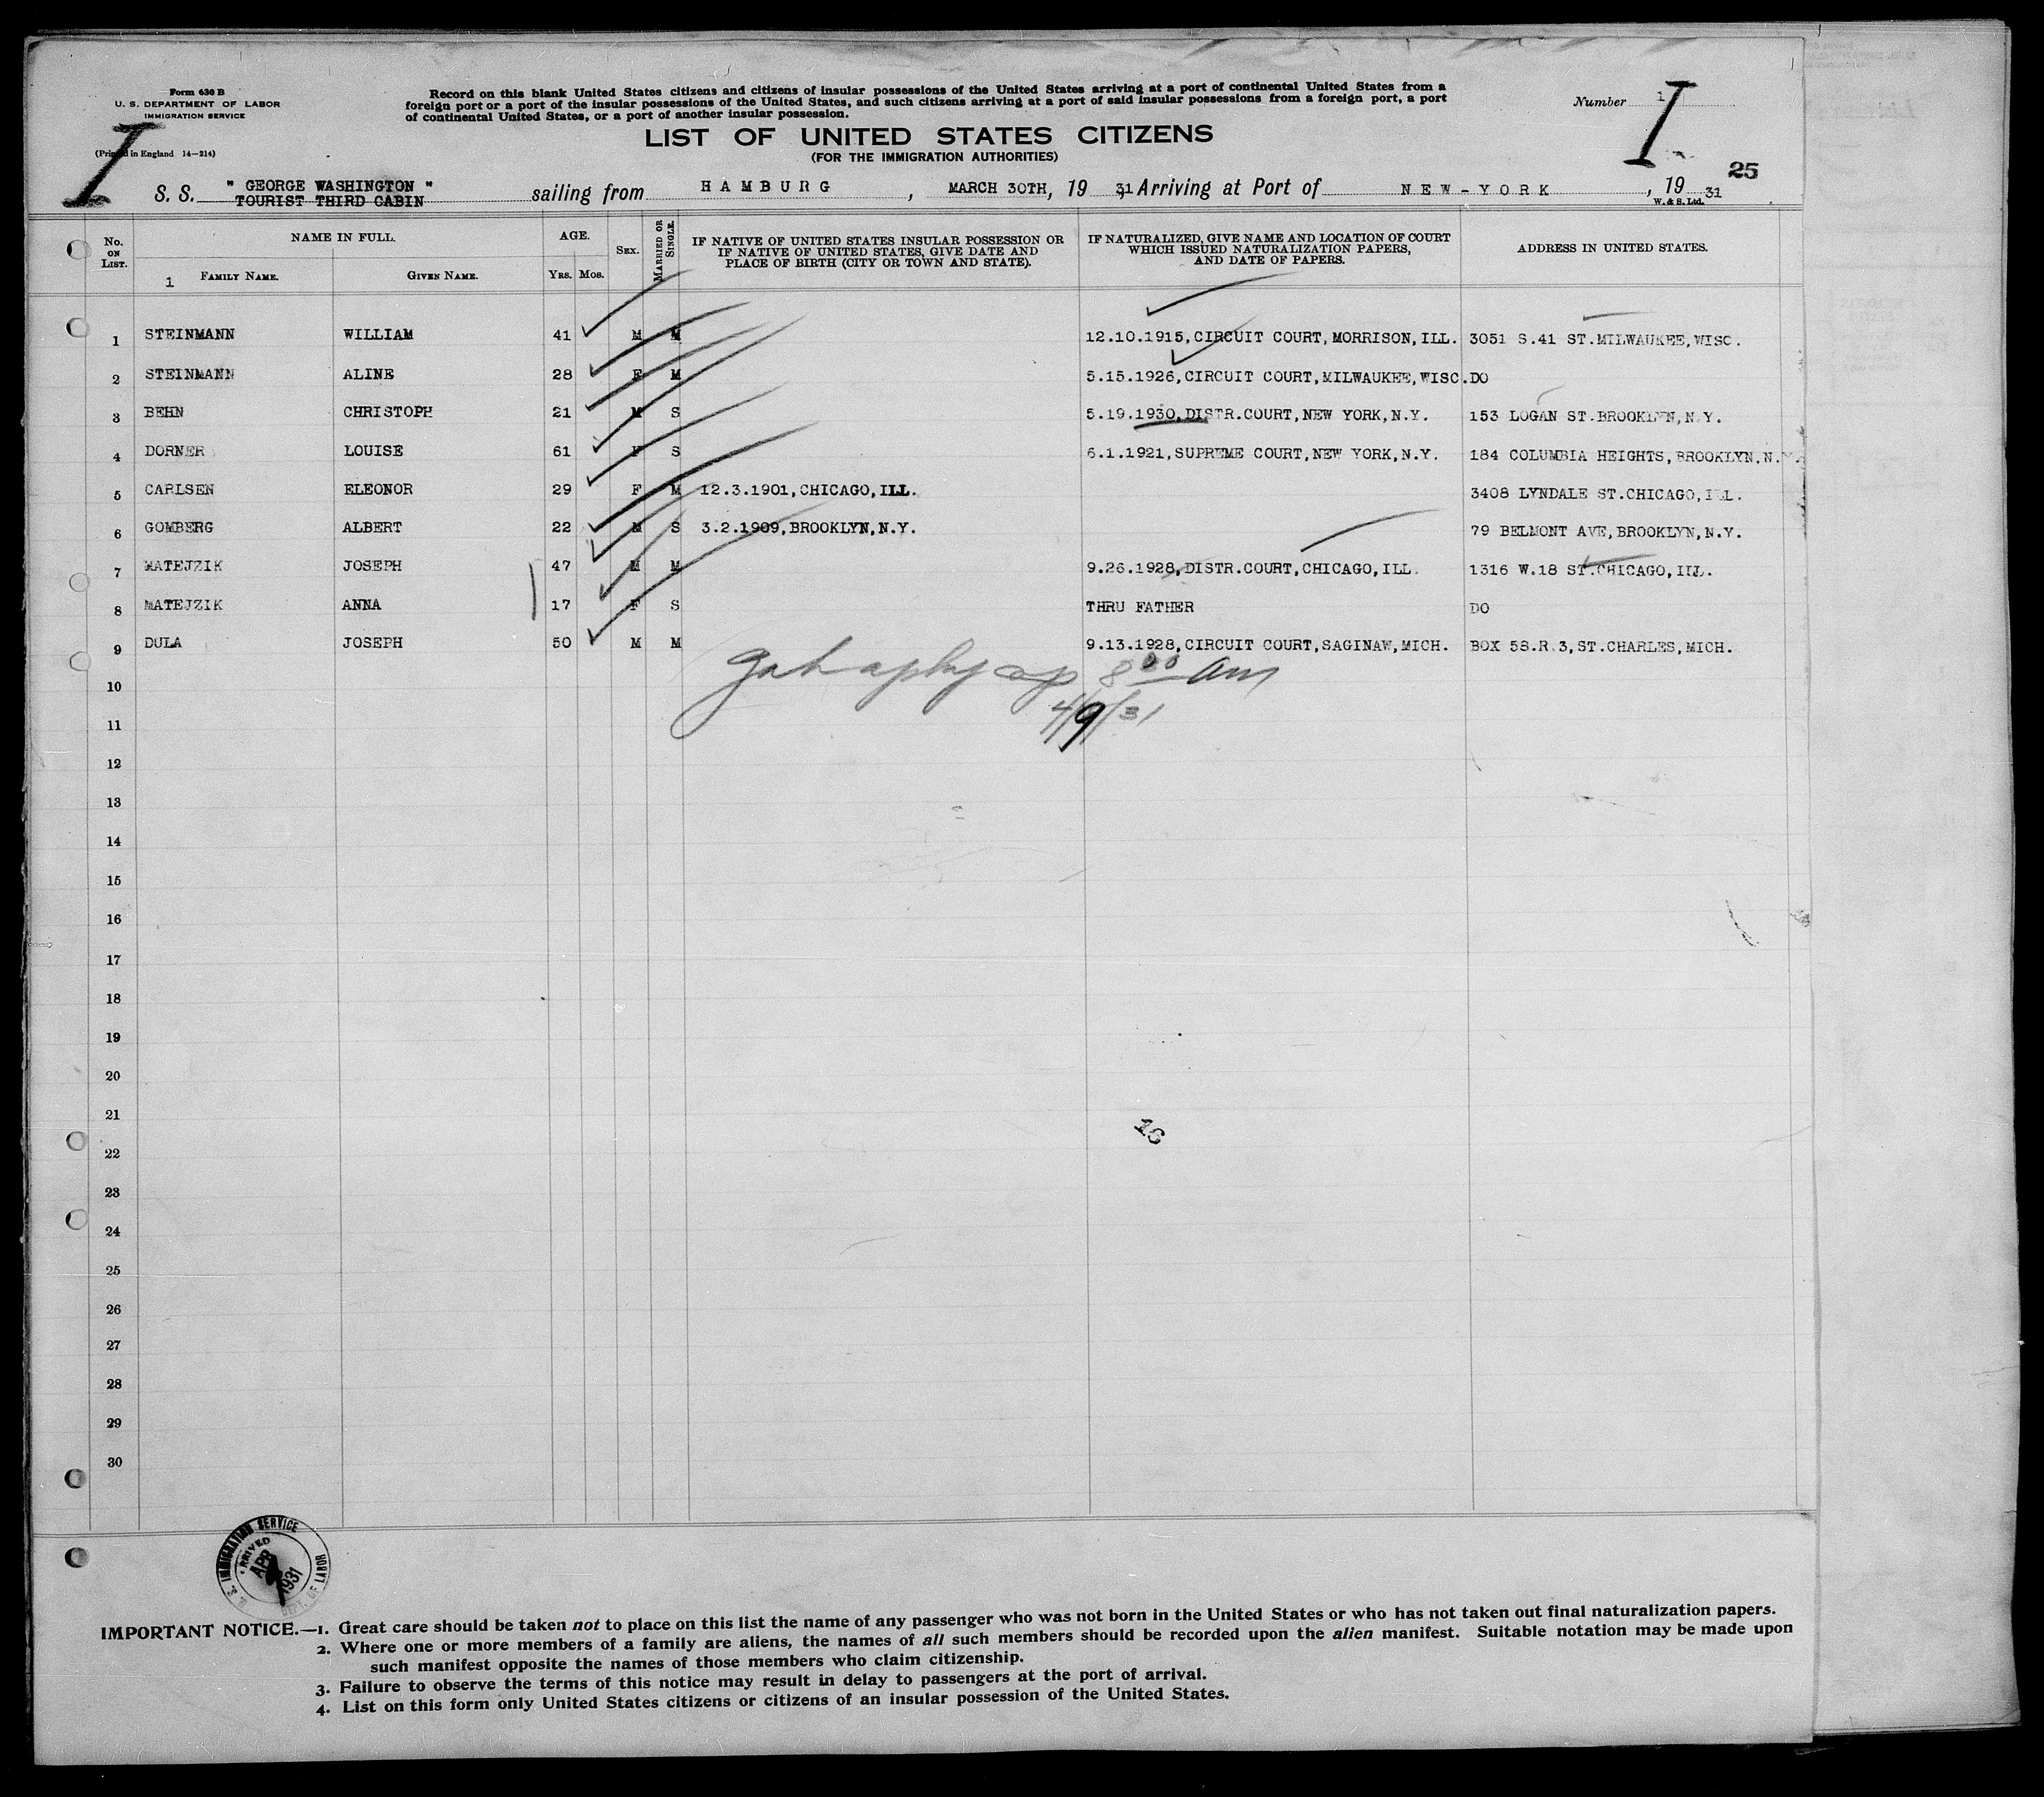 Form 630 B
U. S. DEPARTMENT OF LABOR
IMMIGRATION SERVICE
(Printed in England 14—214)
Record on this blank United States citizens and citizens of insular possessions of the United States arriving at a port of continental United States from a
foreign port or a port of the insular possessions of the United States, and such citizens arriving at a port of said insular possessions from a foreign port, a port
of continental United States, or a port of another insular possession.
Number 1
I
I
LIST OF UNITED STATES CITIZENS
(FOR THE IMMIGRATION AUTHORITIES)
25
S. S. " GEORGE WASHINGTON " sailing from HAMBURG, MARCH 30TH, 19 31, Arriving at Port of NEW-YORK, 19 31
TOURIST THIRD CABIN
W. & S. Ltd.
No. ON LIST. NAME IN FULL. AGE. SEX. MARRIED OR SINGLE. IF NATIVE OF UNITED STATES INSULAR POSSESSION OR IF NATIVE OF UNITED STATES, GIVE DATE AND PLACE OF BIRTH (CITY OR TOWN AND STATE). IF NATURALIZED, GIVE NAME AND LOCATION OF COURT WHICH ISSUED NATURALIZATION PAPERS, AND DATE OF PAPERS. ADDRESS IN UNITED STATES.
1 FAMILY NAME. GIVEN NAME. YRS. MOS.
1 STEINMANN WILLIAM 41 M M 12.10.1915, CIRCUIT COURT, MORRISON, ILL. 3051 S.41 ST.MILWAUKEE, WISC.
2 STEINMANN ALINE 28 F M 5.15.1926, CIRCUIT COURT, MILWAUKEE, WISC. DO
3 BEHN CHRISTOPH 21 M S 5.19.1930, DISTR.COURT, NEW YORK, N.Y. 153 LOGAN ST.BROOKLYN, N.Y.
4 DORNER LOUISE 61 F S 6.1.1921, SUPREME COURT, NEW YORK, N.Y. 184 COLUMBIA HEIGHTS, BROOKLYN, N.Y.
5 CARLSEN ELEONOR 29 F M 12.3.1901, CHICAGO, ILL. 3408 LYNDALE ST.CHICAGO, ILL.
6 GOMBERG ALBERT 22 M S 3.2.1909, BROOKLYN, N.Y. 79 BELMONT AVE, BROOKLYN, N.Y.
7 MATEJZIK JOSEPH 47 M M 9.26.1928, DISTR.COURT, CHICAGO, ILL. 1316 W.18 ST.CHICAGO, ILL.
8 MATEJZIK ANNA 17 F S THRU FATHER DO
9 DULA JOSEPH 50 M M 9.13.1928, CIRCUIT COURT, SAGINAW, MICH. BOX 58.R.3, ST.CHARLES, MICH.
8 00 am
4/9/31
10
11
12
13
14
15
16
17
18
19
20
21
16
22
23
24
25
26
27
28
29
30
U. S. IMMIGRATION SERVICE
ARRIVED
APR
1931
DEPT. OF LABOR
IMPORTANT NOTICE.—1. Great care should be taken not to place on this list the name of any passenger who was not born in the United States or who has not taken out final naturalization papers.
2. Where one or more members of a family are aliens, the names of all such members should be recorded upon the alien manifest. Suitable notation may be made upon
such manifest opposite the names of those members who claim citizenship.
3. Failure to observe the terms of this notice may result in delay to passengers at the port of arrival.
4. List on this form only United States citizens or citizens of an insular possession of the United States.